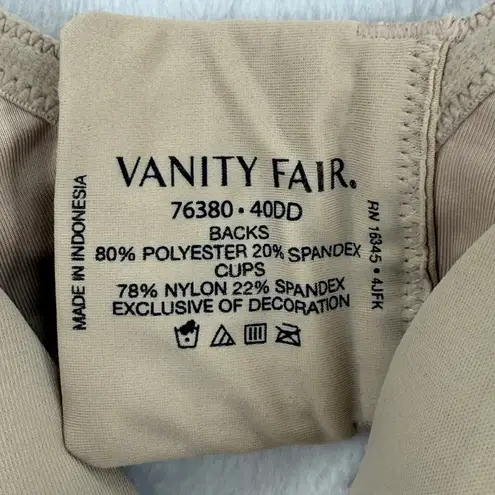 VANITY FAIR.
76380 • 40DD
BACKS
80% POLYESTER 20% SPANDEX
CUPS
78% NYLON 22% SPANDEX
EXCLUSIVE OF DECORATION
MADE IN INDONESIA
RN 16345 • 4JFK